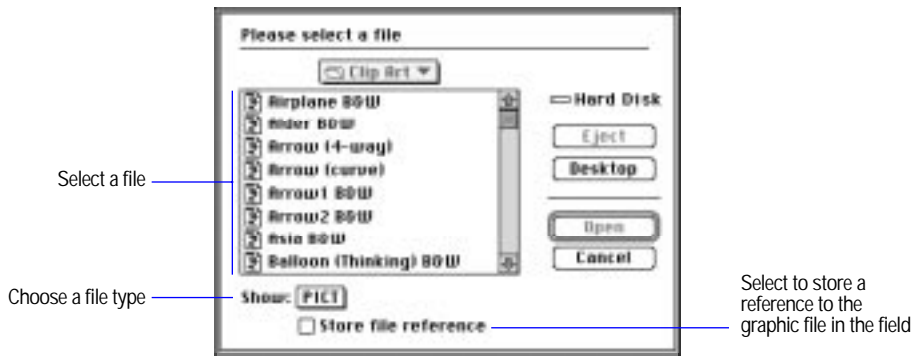 Please select a file
Clip Art
Airplane B&W
Alder B&W
Arrow (4-way)
Arrow (curve)
Arrow1 B&W
Arrow2 B&W
Asia B&W
Balloon (Thinking) B&W
Hard Disk
Eject
Desktop
Open
Cancel
Show: PICT
Store file reference
Select a file
Choose a file type
Select to store a
reference to the
graphic file in the field